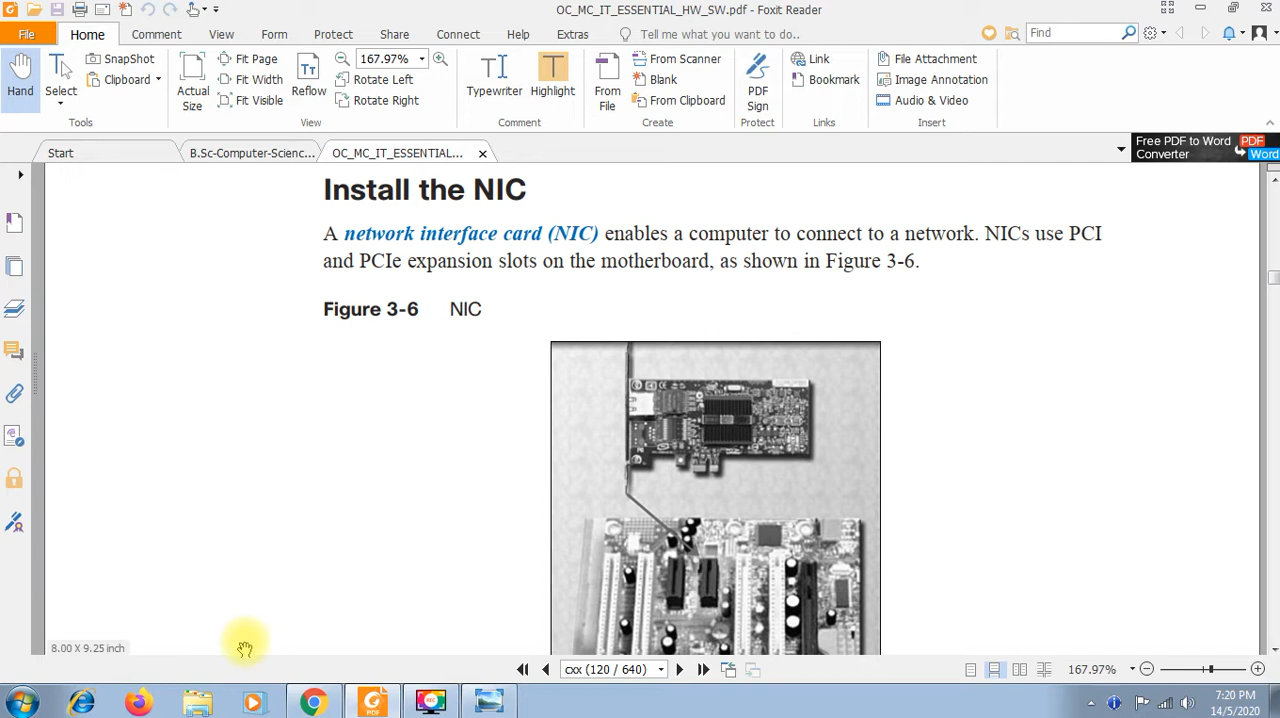 OC_MC_IT_ESSENTIAL_HW_SW.pdf - Foxit Reader
File Home Comment View Form Protect Share Connect Help Extras Tell me what you want to do.. Find
Hand
Select
SnapShot
Clipboard
Tools
Actual
Size
Fit Page
Fit Width
Fit Visible
Reflow
167.97%
Rotate Left
Rotate Right
View
Typewriter
Highlight
Comment
From
File
From Scanner
Blank
From Clipboard
Create
PDF
Sign
Protect
Link
Bookmark
Links
File Attachment
Image Annotation
Audio & Video
Insert
Start
B.Sc-Computer-Scienc...
OC_MC_IT_ESSENTIAL...
Free PDF to Word
Converter
PDF
Word
Install the NIC
A network interface card (NIC) enables a computer to connect to a network. NICs use PCI
and PCIe expansion slots on the motherboard, as shown in Figure 3-6.
Figure 3-6 NIC
8.00 X 9.25 inch
cxx (120 / 640)
167.97%
REC
PDF
7:20 PM
14/5/2020